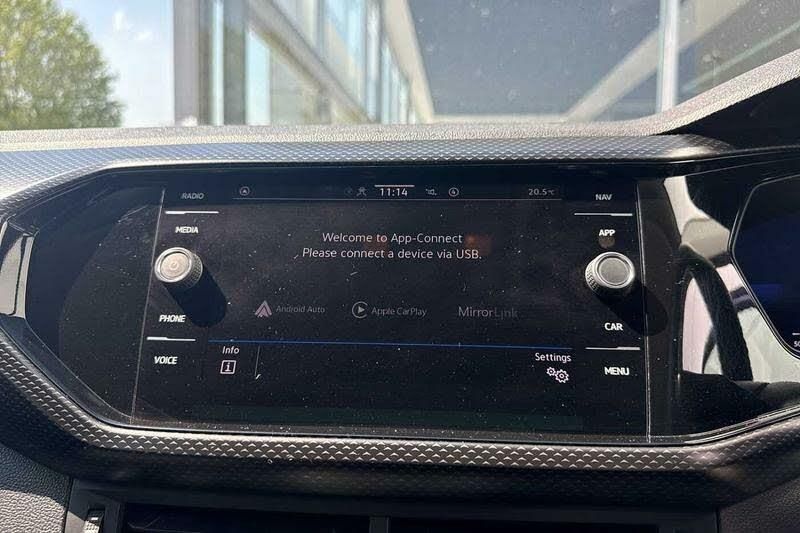 RADIO
11:14
20.5°C
NAV
MEDIA
APP
Welcome to App-Connect
Please connect a device via USB.
Android Auto
Apple CarPlay
MirrorLink
PHONE
CAR
VOICE
Info
Settings
MENU